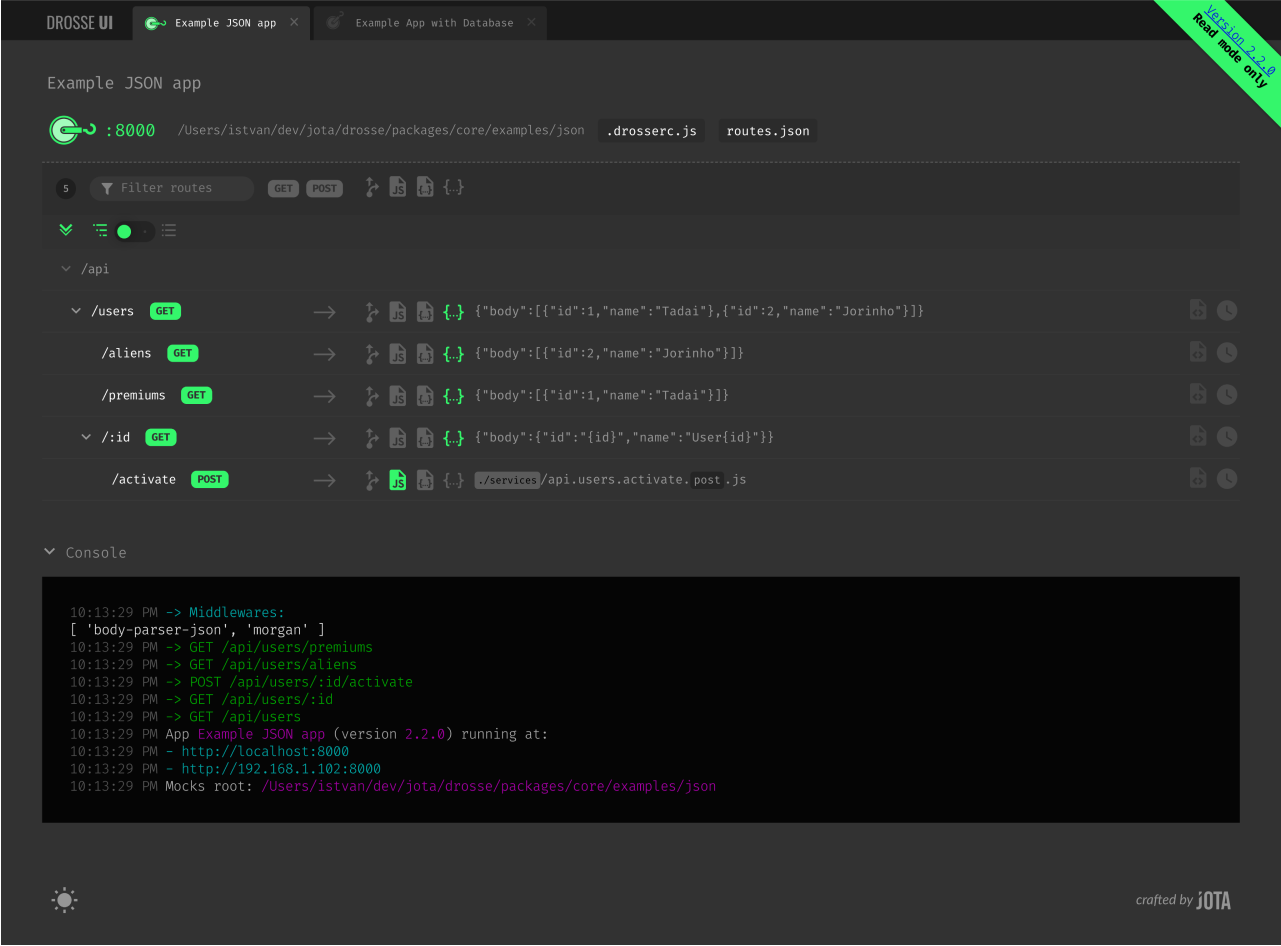 DROSSE UI Example JSON app × Example App with Database ×
Version 2.2.0
Read mode only
Example JSON app
:8000 /Users/istvan/dev/jota/drosse/packages/core/examples/json .drosserc.js routes.json
5 Filter routes GET POST JS {..} {..}
/api
/users GET JS {..} {..} {"body":[{"id":1,"name":"Tadai"},{"id":2,"name":"Jorinho"}]}
/aliens GET JS {..} {..} {"body":[{"id":2,"name":"Jorinho"}]}
/premiums GET JS {..} {..} {"body":[{"id":1,"name":"Tadai"}]}
/:id GET JS {..} {..} {"body":{"id":"{id}","name":"User{id}"}}
/activate POST JS {..} {..} ./services/api.users.activate.post.js
Console
10:13:29 PM -> Middlewares:
[ 'body-parser-json', 'morgan' ]
10:13:29 PM -> GET /api/users/premiums
10:13:29 PM -> GET /api/users/aliens
10:13:29 PM -> POST /api/users/:id/activate
10:13:29 PM -> GET /api/users/:id
10:13:29 PM -> GET /api/users
10:13:29 PM App Example JSON app (version 2.2.0) running at:
10:13:29 PM - http://localhost:8000
10:13:29 PM - http://192.168.1.102:8000
10:13:29 PM Mocks root: /Users/istvan/dev/jota/drosse/packages/core/examples/json
crafted by jOTA